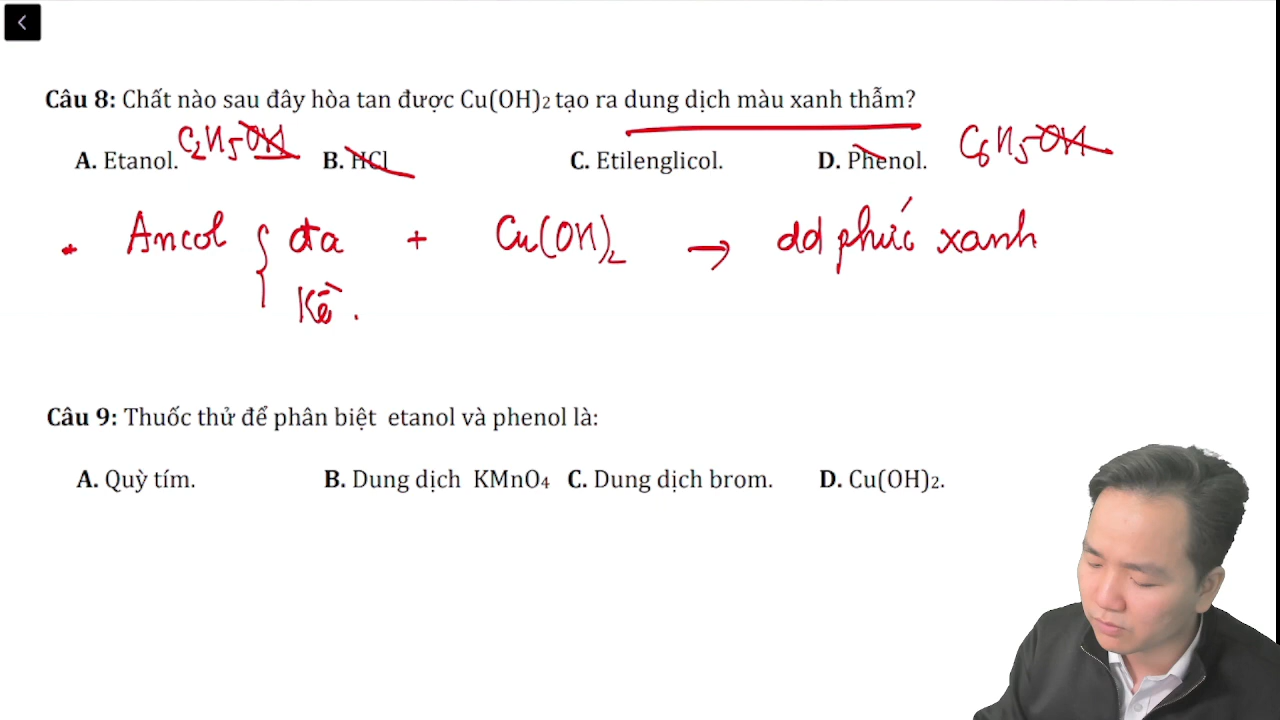 Câu 8: Chất nào sau đây hòa tan được Cu(OH)2 tạo ra dung dịch màu xanh thẫm?
C2H5OH C6H5OH
A. Etanol. B. HCl C. Etilenglicol. D. Phenol.
Ancol { đa + Cu(OH)2 → dd phức xanh
kề.
Câu 9: Thuốc thử để phân biệt etanol và phenol là:
A. Quỳ tím. B. Dung dịch KMnO4 C. Dung dịch brom. D. Cu(OH)2.